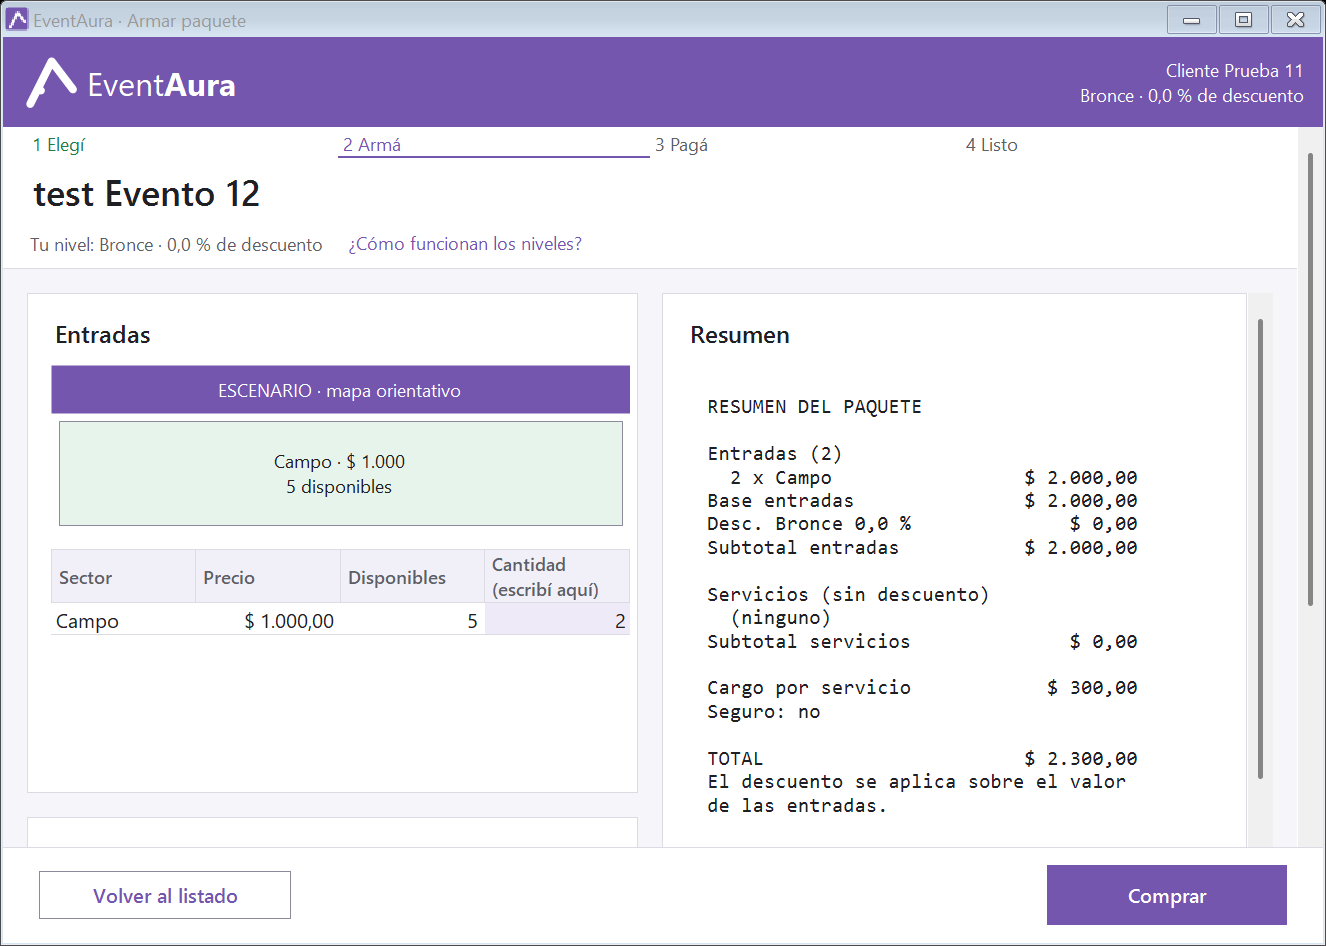 EventAura · Armar paquete
EventAura
Cliente Prueba 11
Bronce · 0,0 % de descuento
1 Elegí
2 Armá
3 Pagá
4 Listo
test Evento 12
Tu nivel: Bronce · 0,0 % de descuento
¿Cómo funcionan los niveles?
Entradas
ESCENARIO · mapa orientativo
Campo · $ 1.000
5 disponibles
Sector Precio Disponibles Cantidad (escribí aquí)
Campo $ 1.000,00 5 2
Resumen
RESUMEN DEL PAQUETE
Entradas (2)
2 x Campo $ 2.000,00
Base entradas $ 2.000,00
Desc. Bronce 0,0 % $ 0,00
Subtotal entradas $ 2.000,00
Servicios (sin descuento)
(ninguno)
Subtotal servicios $ 0,00
Cargo por servicio $ 300,00
Seguro: no
TOTAL $ 2.300,00
El descuento se aplica sobre el valor
de las entradas.
Volver al listado
Comprar